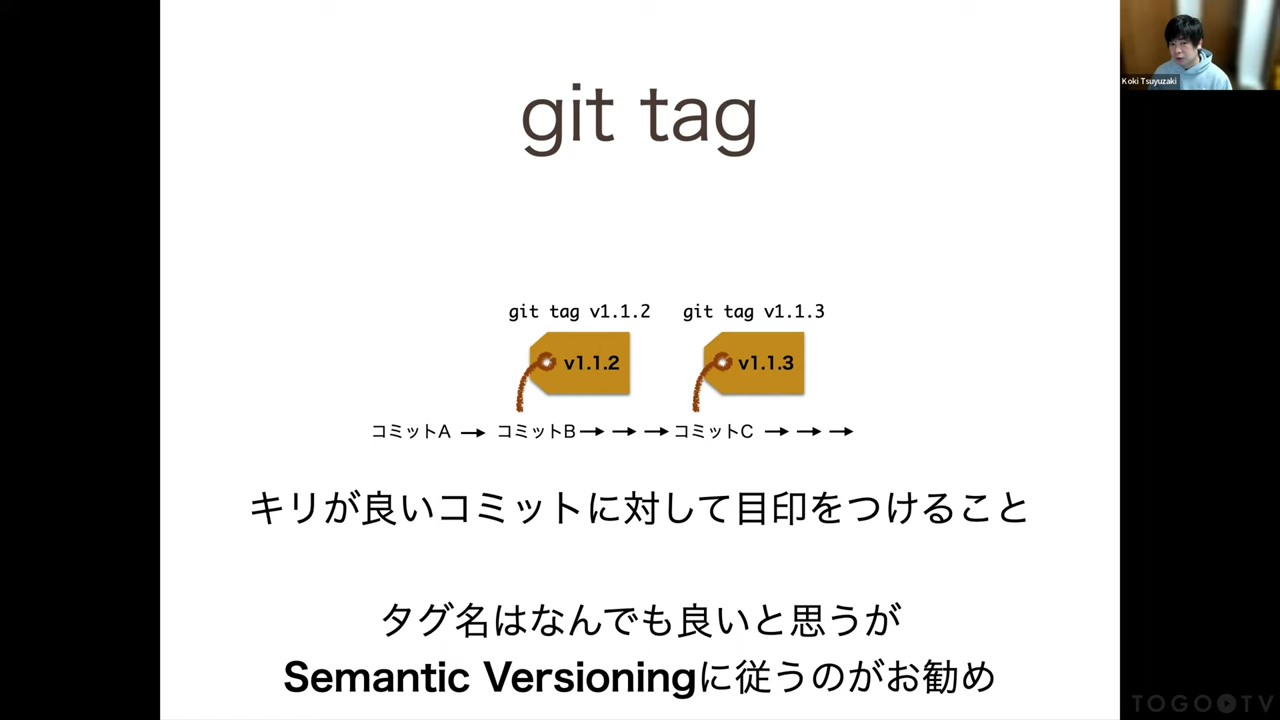 git tag
Koki Tsuyuzaki
git tag v1.1.2 git tag v1.1.3
v1.1.2 v1.1.3
コミットA → コミットB → → → コミットC → → →
キリが良いコミットに対して目印をつけること
タグ名はなんでも良いと思うが
Semantic Versioningに従うのがお勧め
TOGOTV